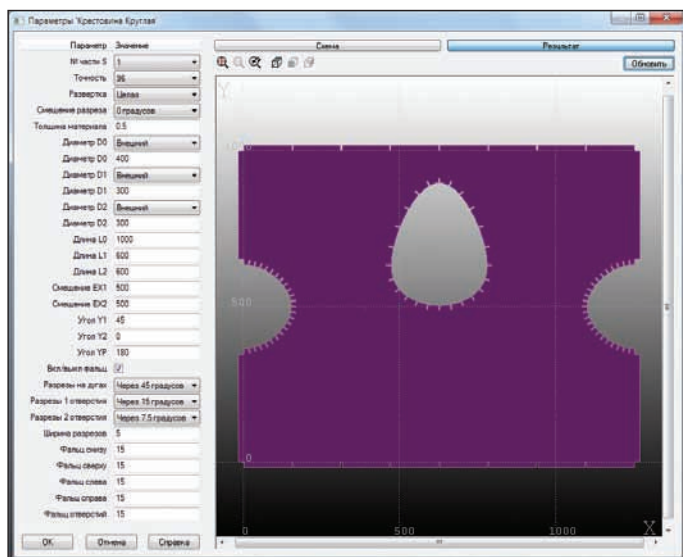 Параметры 'Крестовина Круглая'
Параметр Значение
№ части S 1
Точность 36
Развертка Целая
Смещение разреза 0 градусов
Толщина материала 0.5
Диаметр D0 Внешний
Диаметр D0 400
Диаметр D1 Внешний
Диаметр D1 300
Диаметр D2 Внешний
Диаметр D2 300
Длина L0 1000
Длина L1 600
Длина L2 600
Смещение EX1 500
Смещение EX2 500
Угол Y1 45
Угол Y2 0
Угол YP 180
Вкл/выкл фальц
Разрезы на дугах Через 45 градусов
Разрезы 1 отверстия Через 15 градусов
Разрезы 2 отверстия Через 7.5 градусов
Ширина разрезов 5
Фальц снизу 15
Фальц сверху 15
Фальц слева 15
Фальц справа 15
Фальц отверстий 15
ОК Отмена Справка
Схема Результат
Обновить
Y
1000
500
0
0 500 1000 X